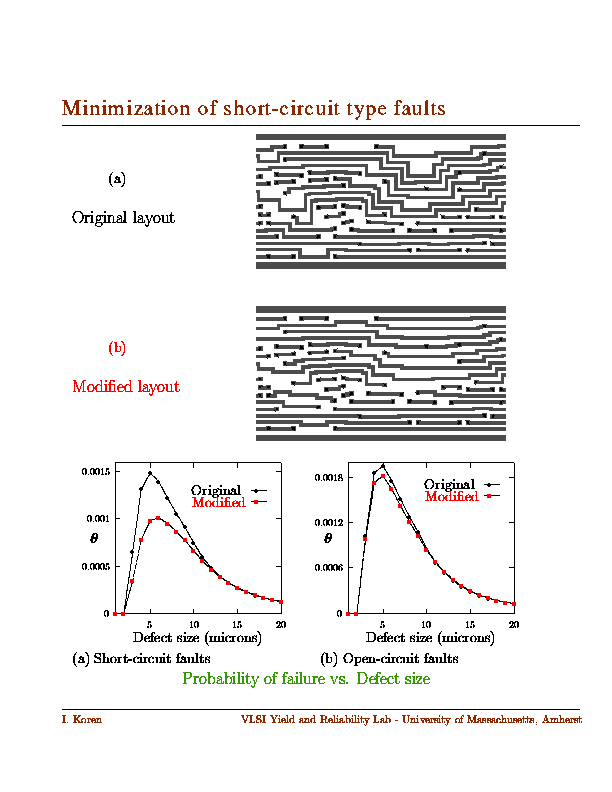 Minimization of short-circuit type faults
(a)
Original layout
(b)
Modified layout
0.0015
0.001
0.0005
0
θ
Original
Modified
5
10
15
20
Defect size (microns)
(a) Short-circuit faults
0.0018
0.0012
0.0006
0
θ
Original
Modified
5
10
15
20
Defect size (microns)
(b) Open-circuit faults
Probability of failure vs. Defect size
I. Koren
VLSI Yield and Reliability Lab - University of Massachusetts, Amherst